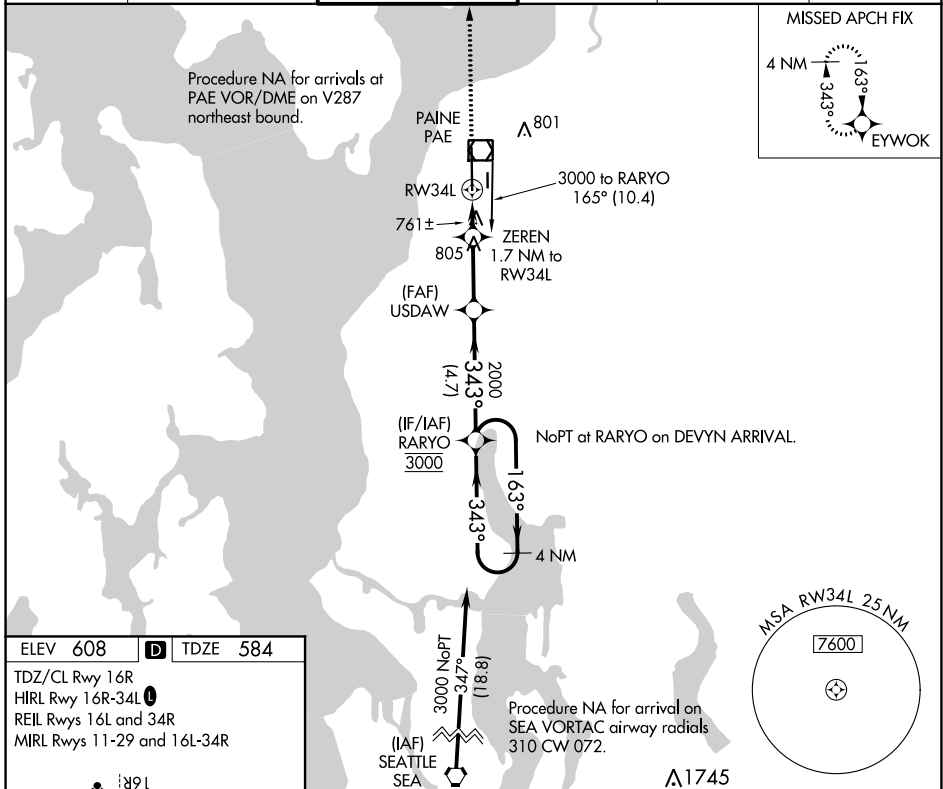 MISSED APCH FIX
4 NM
343°
163°
EYWOK
Procedure NA for arrivals at
PAE VOR/DME on V287
northeast bound.
PAINE
PAE
801
RW34L
3000 to RARYO
165° (10.4)
761±
805
ZEREN
1.7 NM to
RW34L
(FAF)
USDAW
2000
343°
(4.7)
(IF/IAF)
RARYO
3000
NoPT at RARYO on DEVYN ARRIVAL.
163°
343°
4 NM
MSA RW34L 25 NM
7600
3000 NoPT
347°
(18.8)
Procedure NA for arrival on
SEA VORTAC airway radials
310 CW 072.
(IAF)
SEATTLE
SEA
1745
ELEV 608 D TDZE 584
TDZ/CL Rwy 16R
HIRL Rwy 16R-34L L
REIL Rwys 16L and 34R
MIRL Rwys 11-29 and 16L-34R
16R